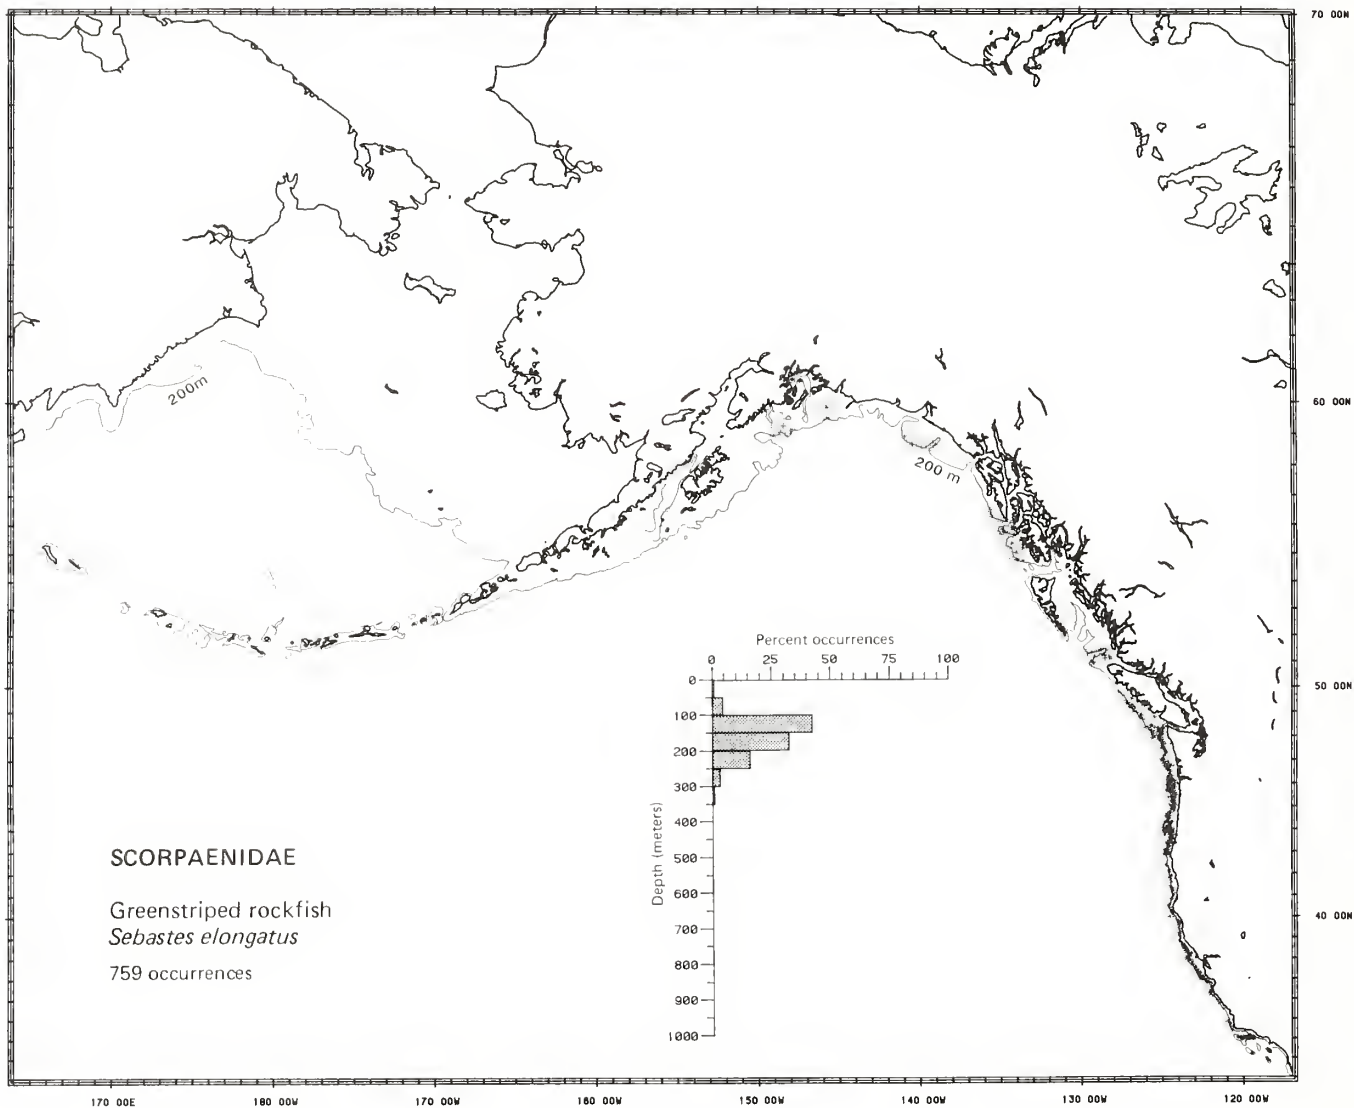 70 00N
200m
60 00N
200 m
Percent occurrences
0 25 50 75 100
0
50 00N
100
200
300
400
500
600
700
800
900
1000
Depth (meters)
SCORPAENIDAE
Greenstriped rockfish
Sebastes elongatus
40 00N
759 occurrences
170 00E 180 00W 170 00W 160 00W 150 00W 140 00W 130 00W 120 00W